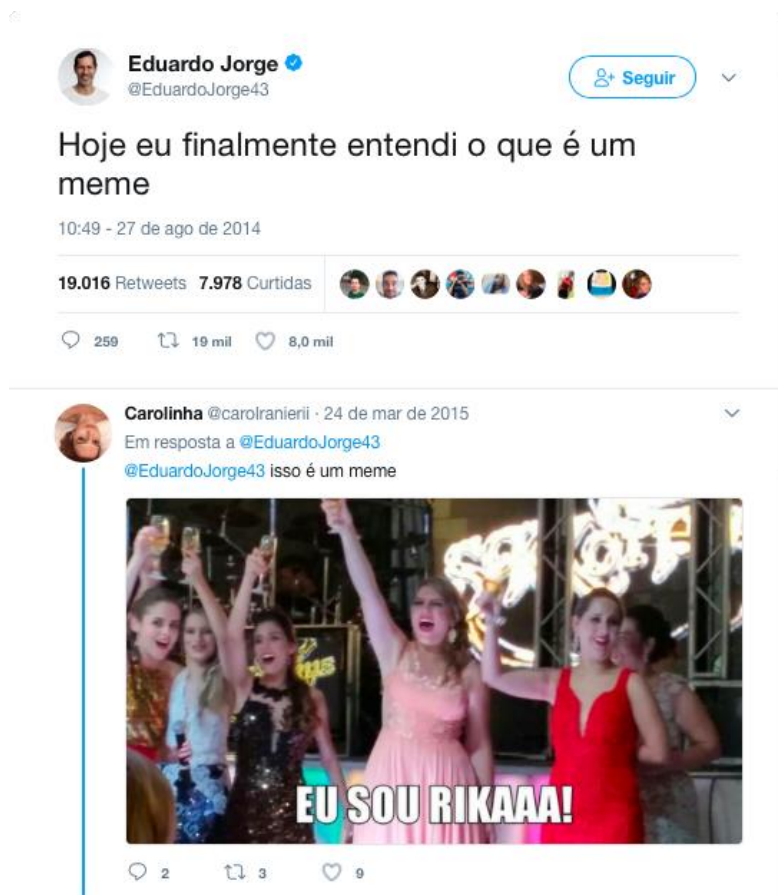 Eduardo Jorge
@EduardoJorge43
Seguir
Hoje eu finalmente entendi o que é um
meme
10:49 - 27 de ago de 2014
19.016 Retweets 7.978 Curtidas
259 19 mil 8,0 mil
Carolinha @carolranierii · 24 de mar de 2015
Em resposta a @EduardoJorge43
@EduardoJorge43 isso é um meme
EU SOU RIKAAA!
2 3 9